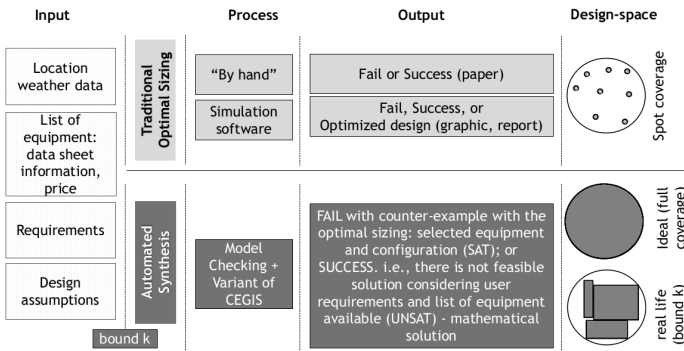 Input
Process
Output
Design-space
Location
weather data
List of
equipment:
data sheet
information,
price
Requirements
Design
assumptions
bound k
Traditional
Optimal Sizing
"By hand"
Simulation
software
Fail or Success (paper)
Fail, Success, or
Optimized design (graphic, report)
Spot coverage
Automated
Synthesis
Model
Checking +
Variant of
CEGIS
FAIL with counter-example with the
optimal sizing: selected equipment
and configuration (SAT); or
SUCCESS. i.e., there is not feasible
solution considering user
requirements and list of equipment
available (UNSAT) - mathematical
solution
Ideal (full
coverage)
real life
(bound k)